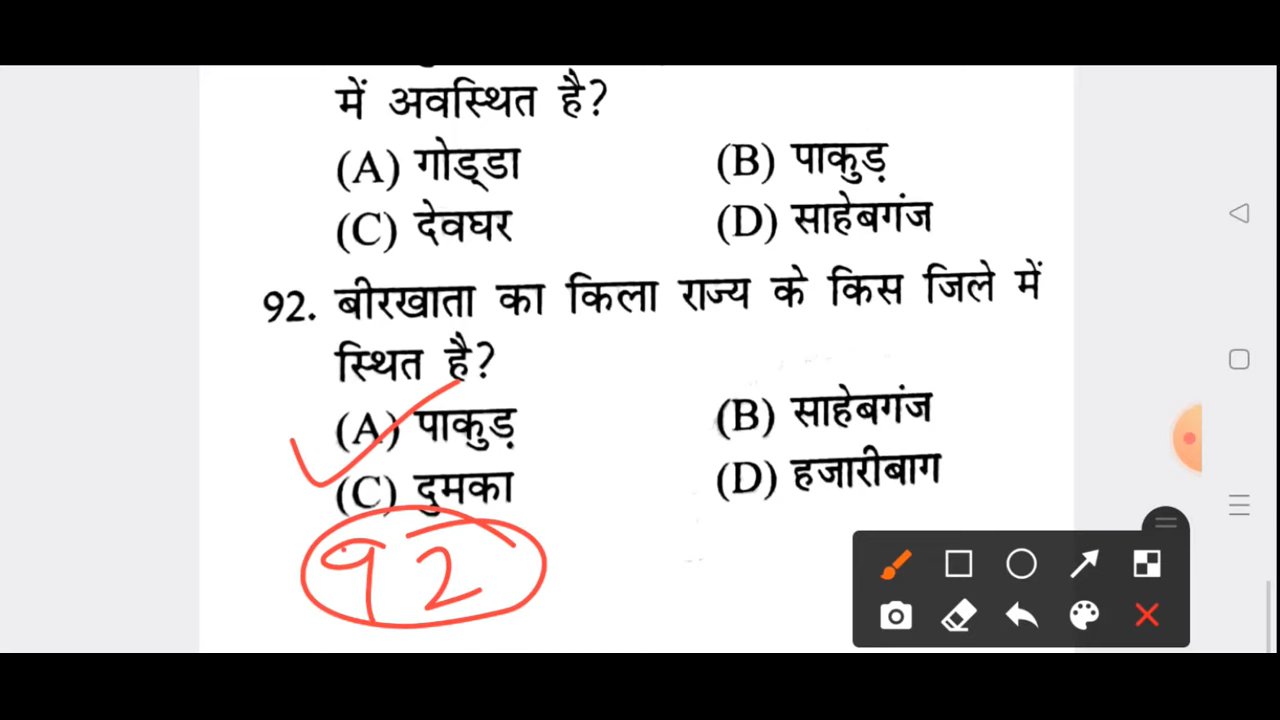 में अवस्थित है?
(A) गोड्डा (B) पाकुड़
(C) देवघर (D) साहेबगंज
92. बीरखाता का किला राज्य के किस जिले में
स्थित है?
(A) पाकुड़ (B) साहेबगंज
(C) दुमका (D) हजारीबाग
92